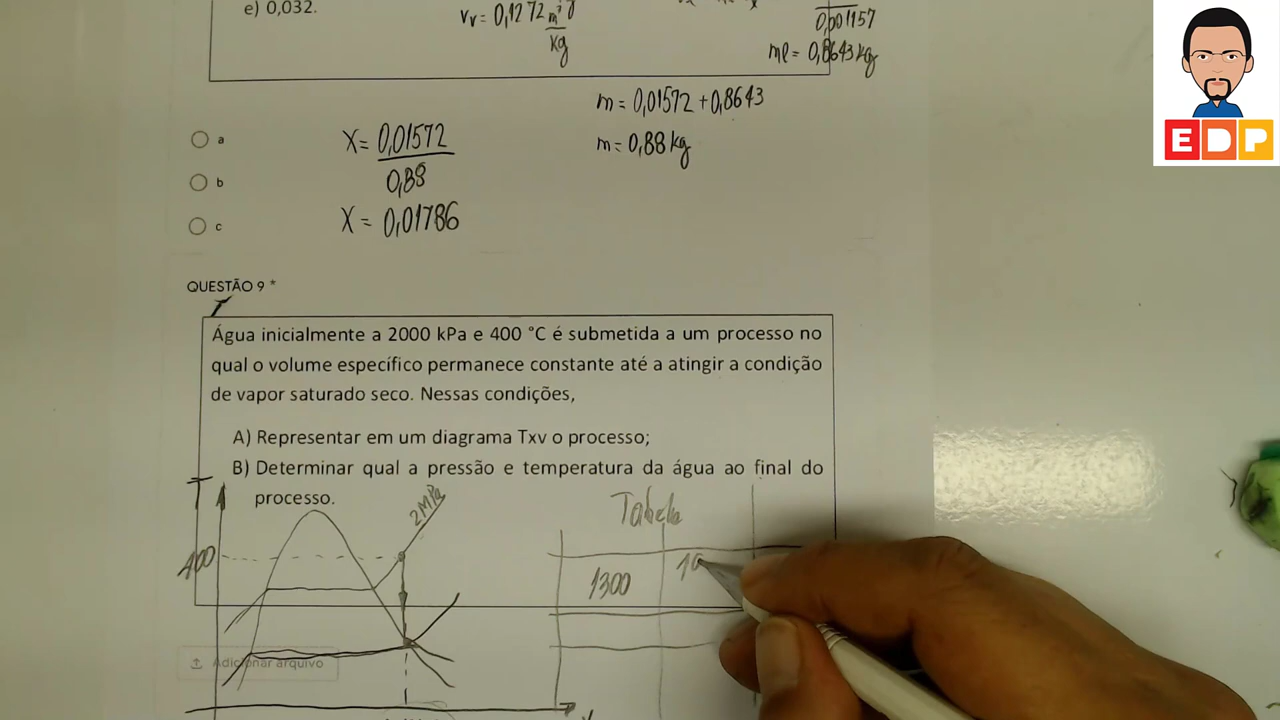 e) 0,032.
vv = 0,1272 m³
kg
0,001157
ml = 0,8643 kg
m = 0,01572 + 0,8643
m = 0,88 kg
a
X = 0,01572
0,88
b
X = 0,01786
c
QUESTÃO 9 *
Água inicialmente a 2000 kPa e 400 °C é submetida a um processo no
qual o volume específico permanece constante até a atingir a condição
de vapor saturado seco. Nessas condições,
A) Representar em um diagrama Txv o processo;
B) Determinar qual a pressão e temperatura da água ao final do
processo.
T
2MPa
Tabela
400
1300
Adicionar arquivo
EDP